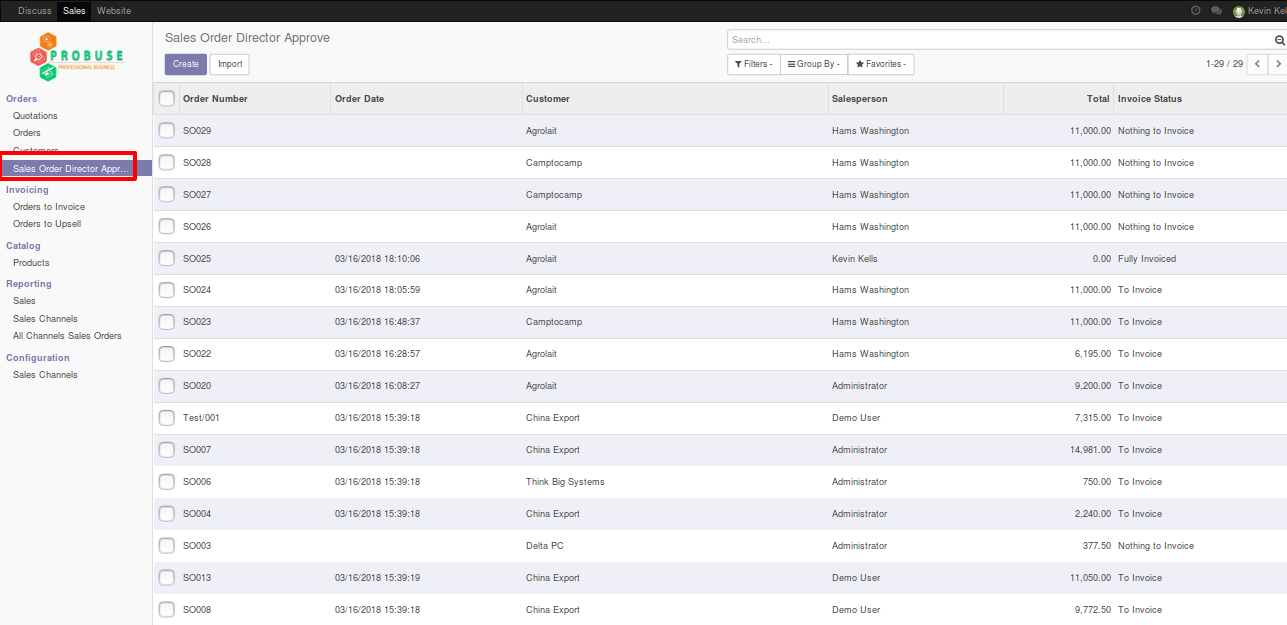 Discuss Sales Website Kevin Kel
PROBUSE
PROFESSIONAL BUSINESS
Orders
Quotations
Orders
Customers
Sales Order Director Appr...
Invoicing
Orders to Invoice
Orders to Upsell
Catalog
Products
Reporting
Sales
Sales Channels
All Channels Sales Orders
Configuration
Sales Channels
Sales Order Director Approve
Search...
Create Import
Filters Group By Favorites
1-29 / 29
Order Number Order Date Customer Salesperson Total Invoice Status
SO029 Agrolait Hams Washington 11,000.00 Nothing to Invoice
SO028 Camptocamp Hams Washington 11,000.00 Nothing to Invoice
SO027 Camptocamp Hams Washington 11,000.00 Nothing to Invoice
SO026 Agrolait Hams Washington 11,000.00 Nothing to Invoice
SO025 03/16/2018 18:10:06 Agrolait Kevin Kells 0.00 Fully Invoiced
SO024 03/16/2018 18:05:59 Agrolait Hams Washington 11,000.00 To Invoice
SO023 03/16/2018 16:48:37 Camptocamp Hams Washington 11,000.00 To Invoice
SO022 03/16/2018 16:28:57 Agrolait Hams Washington 6,195.00 To Invoice
SO020 03/16/2018 16:08:27 Agrolait Administrator 9,200.00 To Invoice
Test/001 03/16/2018 15:39:18 China Export Demo User 7,315.00 To Invoice
SO007 03/16/2018 15:39:18 China Export Administrator 14,981.00 To Invoice
SO006 03/16/2018 15:39:18 Think Big Systems Administrator 750.00 To Invoice
SO004 03/16/2018 15:39:18 China Export Administrator 2,240.00 To Invoice
SO003 Delta PC Administrator 377.50 Nothing to Invoice
SO013 03/16/2018 15:39:19 China Export Demo User 11,050.00 To Invoice
SO008 03/16/2018 15:39:18 China Export Demo User 9,772.50 To Invoice